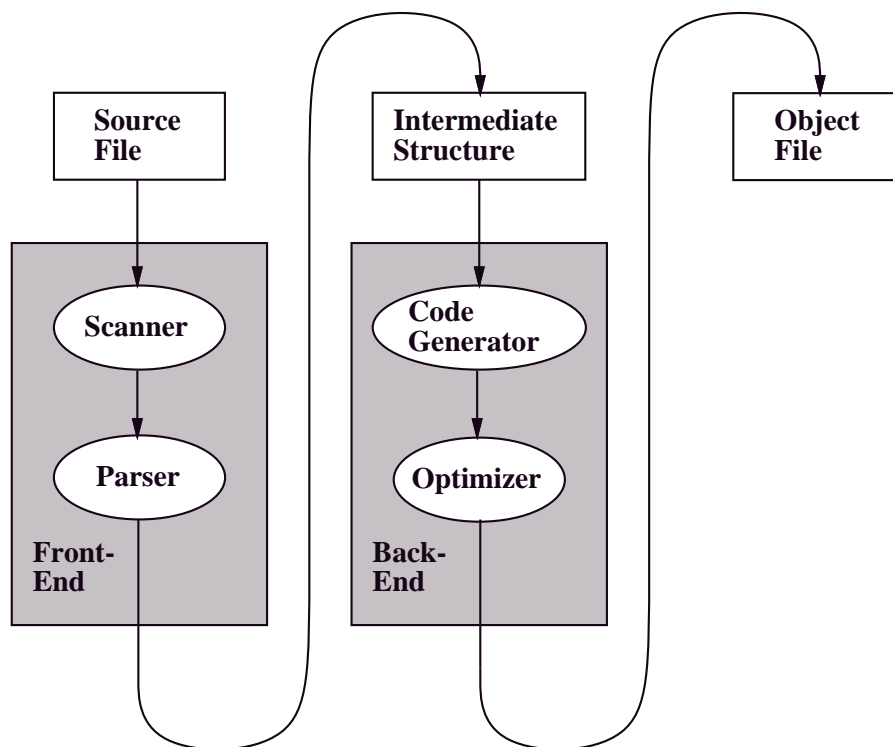 Source
File
Intermediate
Structure
Object
File
Scanner
Code
Generator
Parser
Optimizer
Front-
End
Back-
End